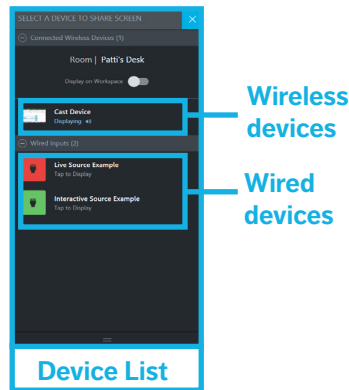 SELECT A DEVICE TO SHARE SCREEN
Connected Wireless Devices (1)
Room | Patti's Desk
Display on Workspace
Cast Device
Displaying
Wireless
devices
Wired Inputs (2)
Live Source Example
Tap to Display
Interactive Source Example
Tap to Display
Wired
devices
Device List